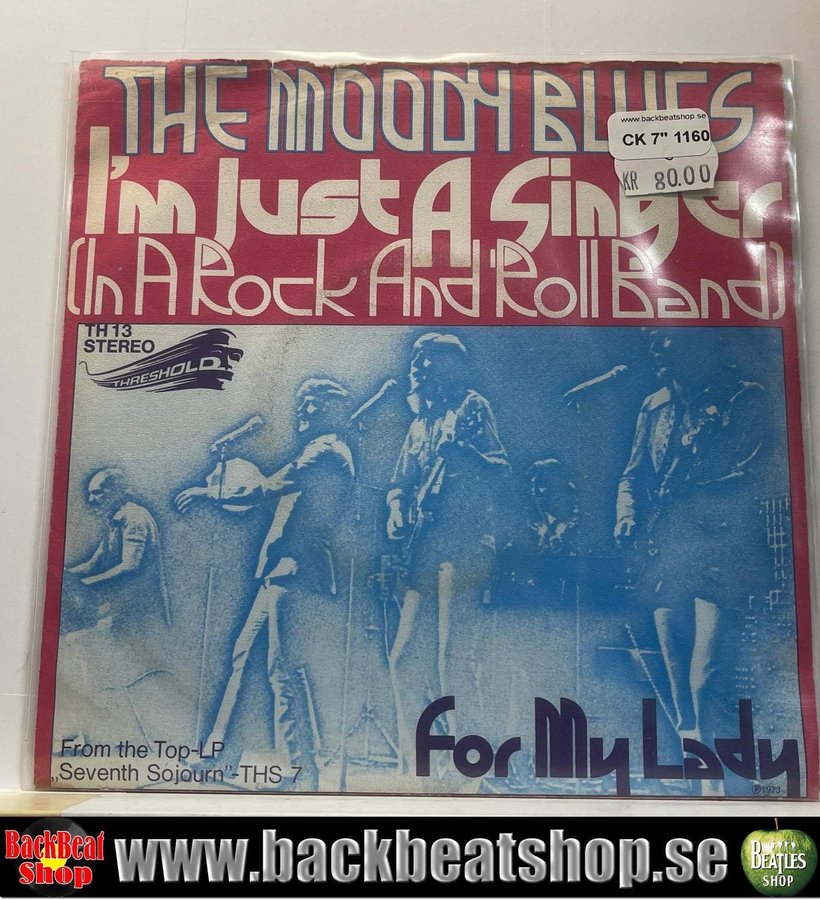 THE MOODY BLUES
www.backbeatshop.se
CK 7" 1160
KR 80.00
I'm Just A Singer
(In A Rock And Roll Band)
TH 13
STEREO
THRESHOLD
For My Lady
From the Top-LP
„Seventh Sojourn"-THS 7
℗1973
BackBeat
Shop
www.backbeatshop.se
BEATLES
SHOP